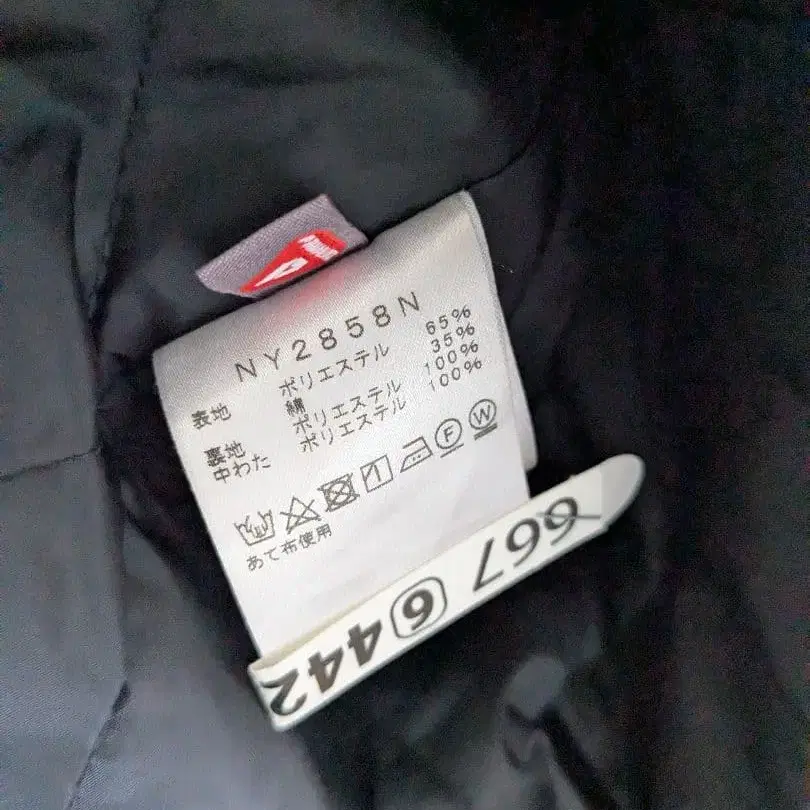 NY2858N
表地 ポリエステル 65%
綿 35%
裏地 ポリエステル 100%
中わた ポリエステル 100%
F W
あて布使用
667 6 442